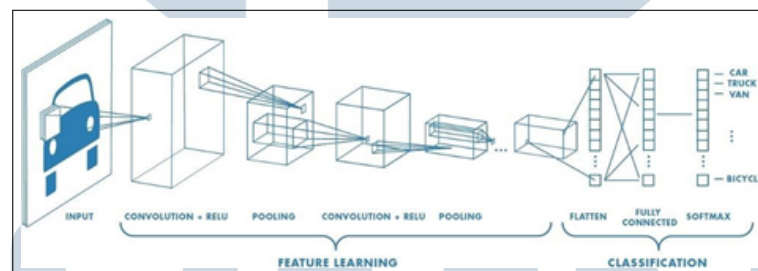 CAR
TRUCK
VAN
BICYCL
INPUT CONVOLUTION + RELU POOLING CONVOLUTION + RELU POOLING FLATTEN FULLY CONNECTED SOFTMAX
FEATURE LEARNING CLASSIFICATION